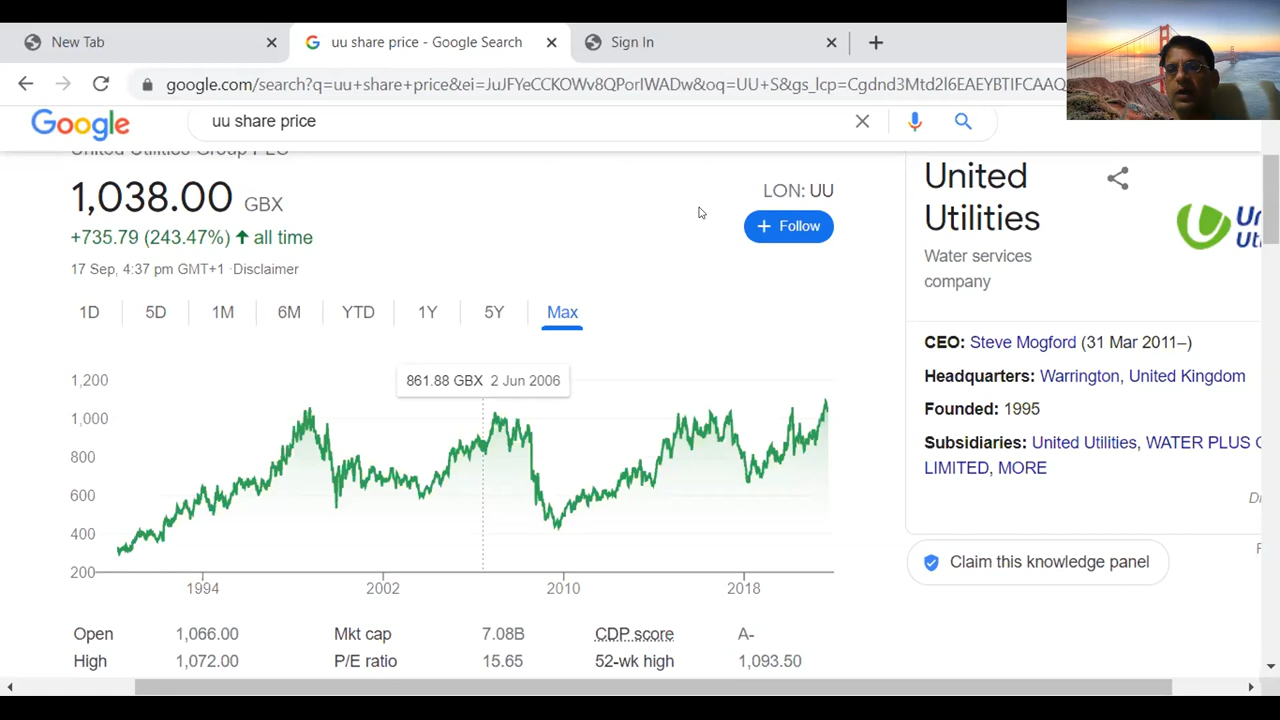 New Tab
uu share price - Google Search
Sign In
google.com/search?q=uu+share+price&ei=JuJFYeCCKOWv8QPorIWADw&oq=UU+S&gs_lcp=Cgdnd3Mtd2l6EAEYBTIFCAAQ
Google
uu share price
United Utilities Group PLC
1,038.00 GBX
+735.79 (243.47%) ↑ all time
17 Sep, 4:37 pm GMT+1 · Disclaimer
LON: UU
+ Follow
1D 5D 1M 6M YTD 1Y 5Y Max
861.88 GBX 2 Jun 2006
1,200
1,000
800
600
400
200
1994 2002 2010 2018
Open 1,066.00 Mkt cap 7.08B CDP score A-
High 1,072.00 P/E ratio 15.65 52-wk high 1,093.50
United
Utilities
Water services
company
CEO: Steve Mogford (31 Mar 2011–)
Headquarters: Warrington, United Kingdom
Founded: 1995
Subsidiaries: United Utilities, WATER PLUS
LIMITED, MORE
Claim this knowledge panel